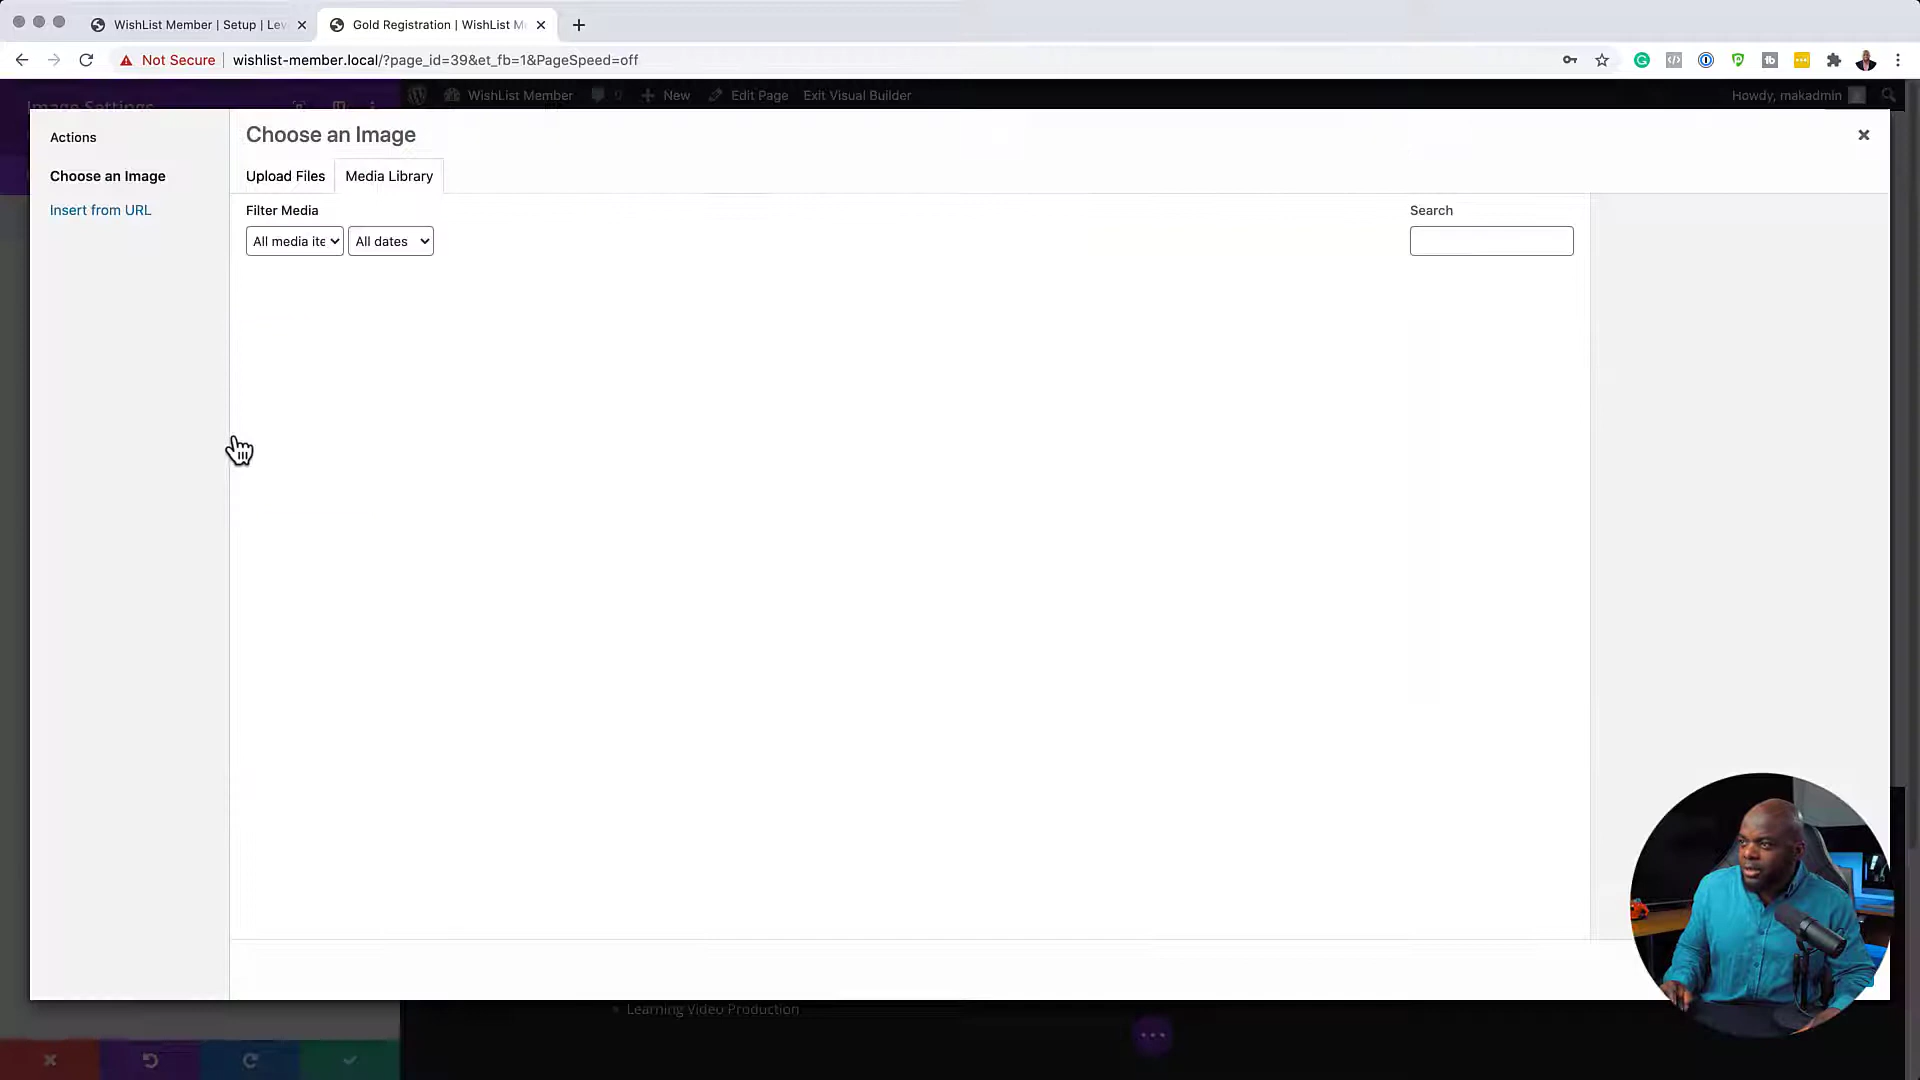 WishList Member | Setup | Lev
Gold Registration | WishList M
Not Secure
wishlist-member.local/?page_id=39&et_fb=1&PageSpeed=off
Image Settings
WishList Member
0
New
Edit Page
Exit Visual Builder
Howdy, makadmin
Actions
Choose an Image
Choose an Image
Insert from URL
Upload Files
Media Library
Filter Media
Search
All media ite
All dates
Learning Video Production